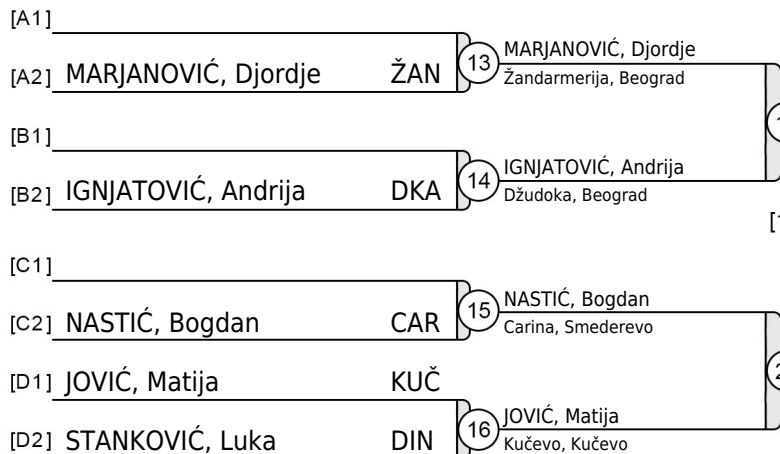 [A1]
[A2] MARJANOVIĆ, Djordje ŽAN
13
MARJANOVIĆ, Djordje
Žandarmerija, Beograd
[B1]
[B2] IGNJATOVIĆ, Andrija DKA
14
IGNJATOVIĆ, Andrija
Džudoka, Beograd
[C1]
[C2] NASTIĆ, Bogdan CAR
15
NASTIĆ, Bogdan
Carina, Smederevo
[D1] JOVIĆ, Matija KUČ
[D2] STANKOVIĆ, Luka DIN
16
JOVIĆ, Matija
Kučevo, Kučevo